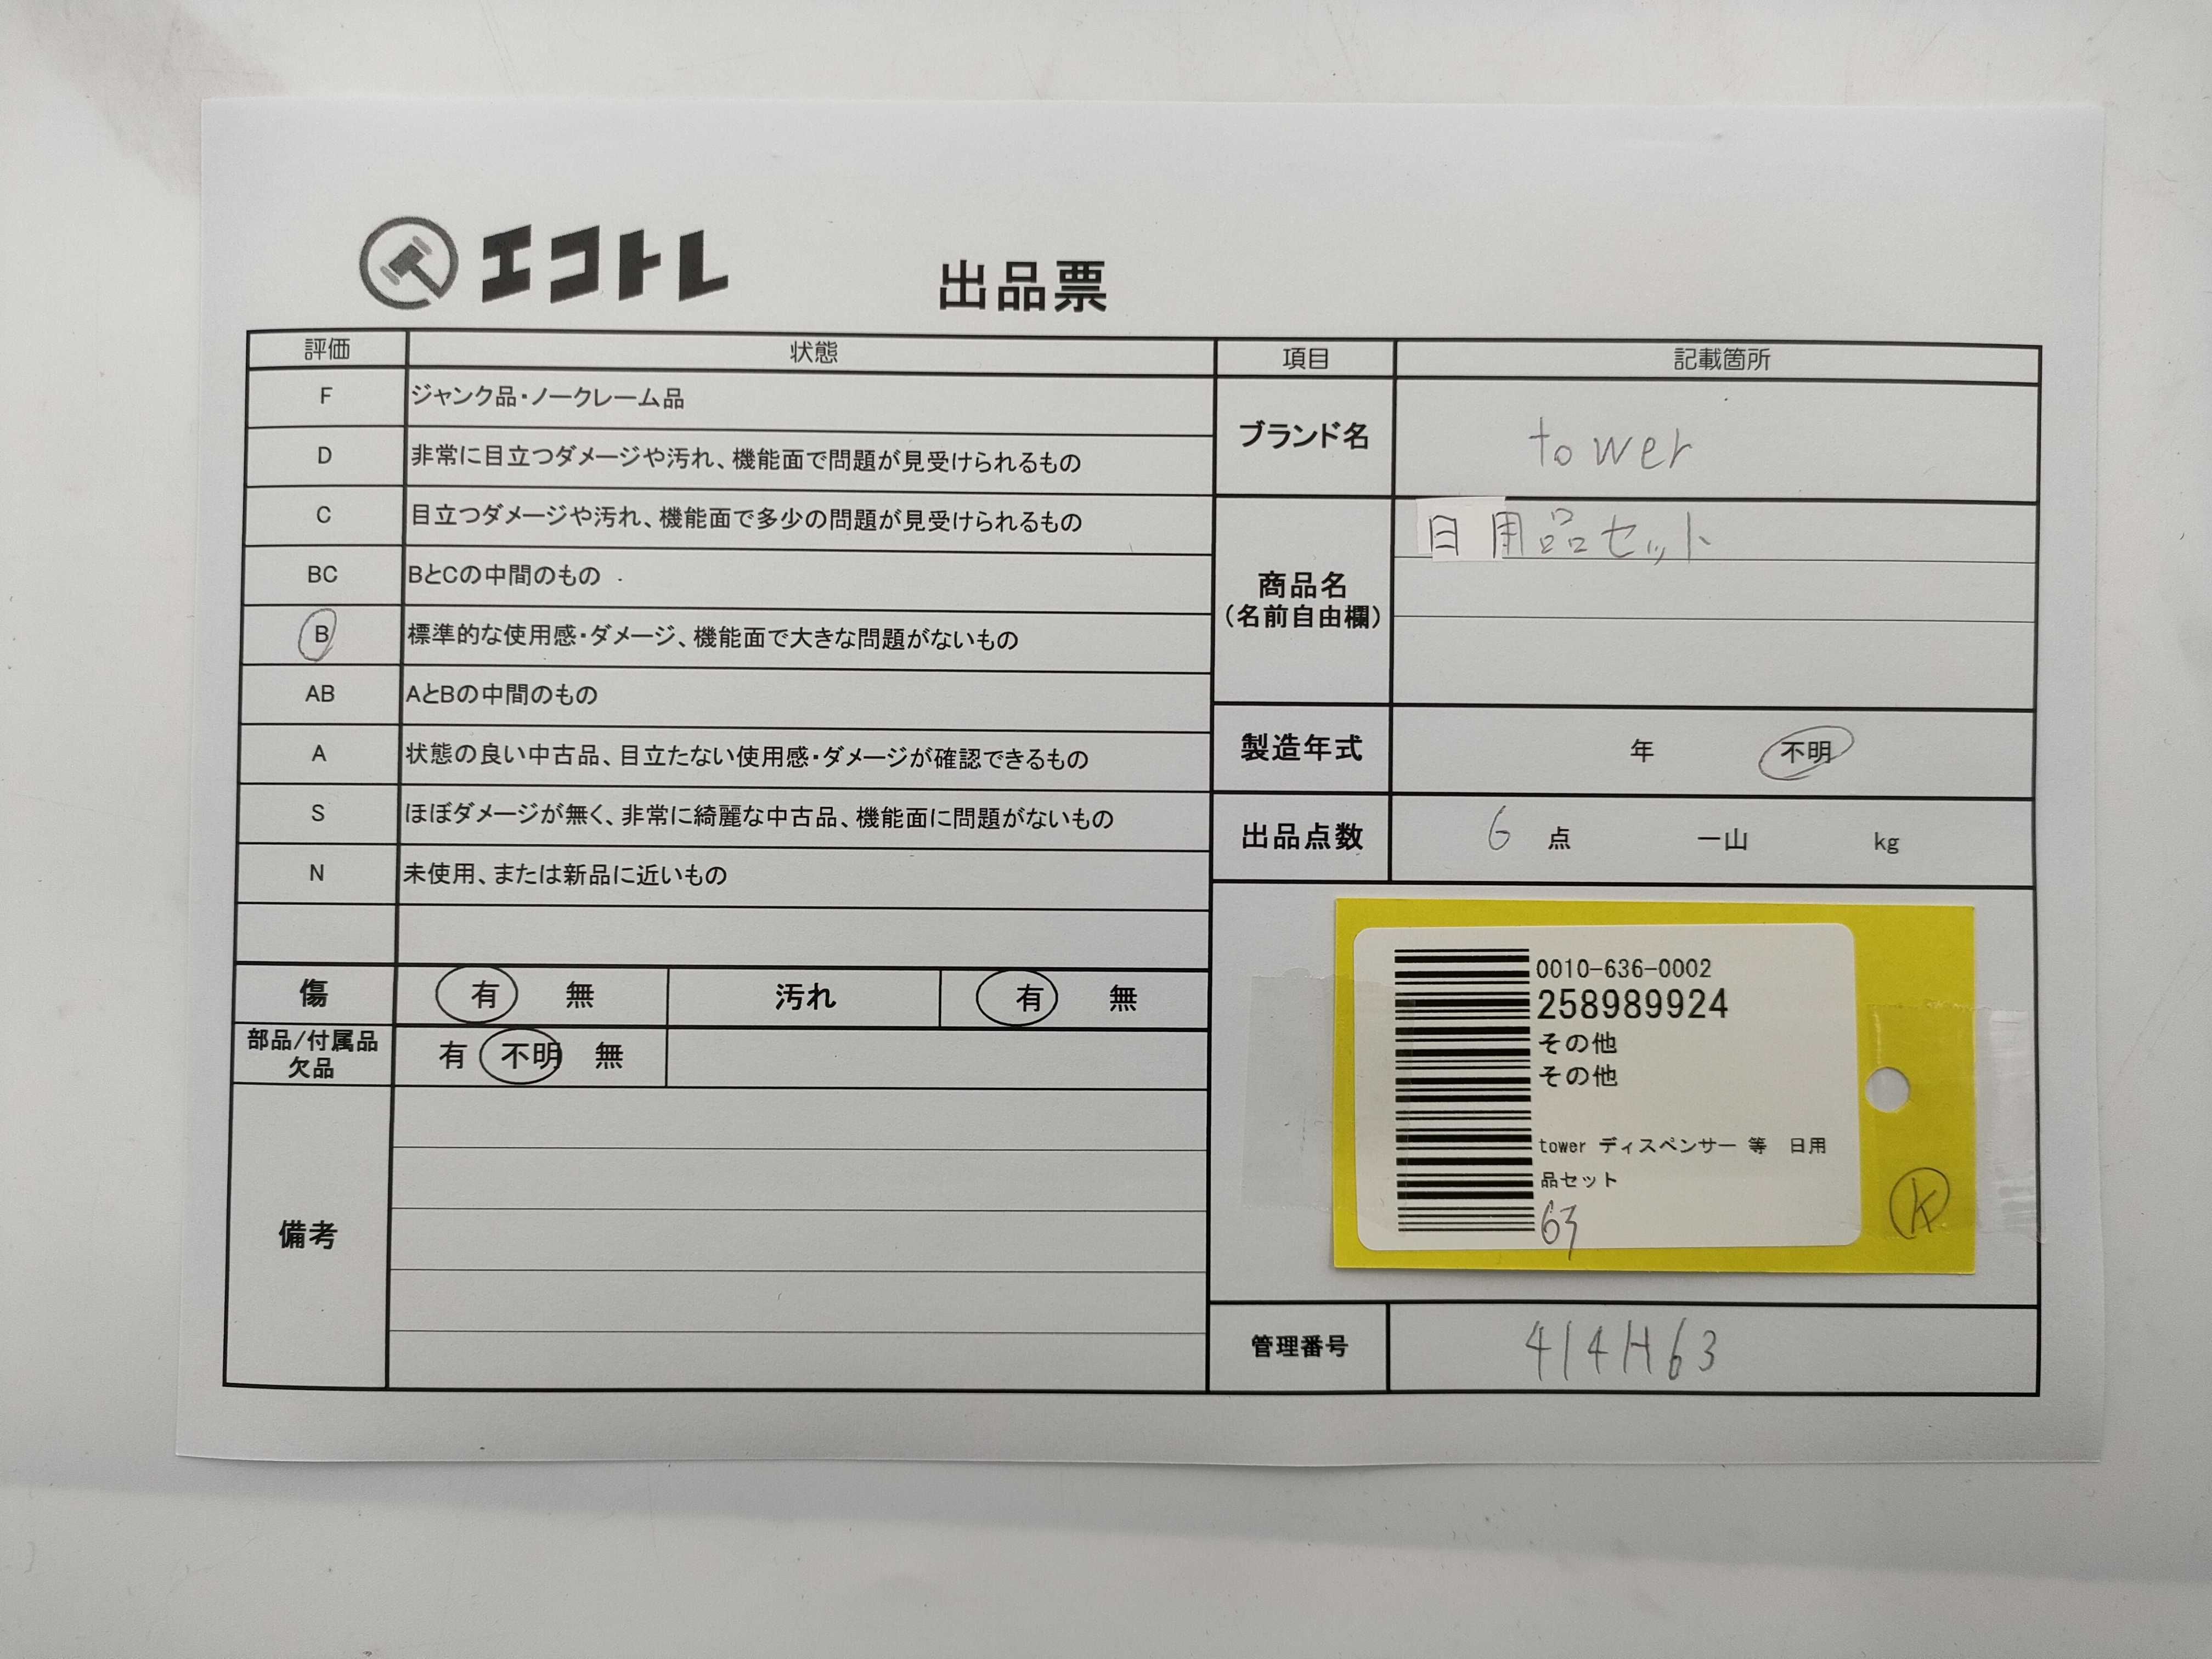 エコトレ
出品票
評価 状態
F ジャンク品・ノークレーム品
D 非常に目立つダメージや汚れ、機能面で問題が見受けられるもの
C 目立つダメージや汚れ、機能面で多少の問題が見受けられるもの
BC BとCの中間のもの
B 標準的な使用感・ダメージ、機能面で大きな問題がないもの
AB AとBの中間のもの
A 状態の良い中古品、目立たない使用感・ダメージが確認できるもの
S ほぼダメージが無く、非常に綺麗な中古品、機能面に問題がないもの
N 未使用、または新品に近いもの
傷 有 無 汚れ 有 無
部品/付属品
欠品
有 不明 無
備考
項目 記載箇所
ブランド名 tower
商品名
(名前自由欄)
日用品セット
製造年式 年 不明
出品点数 6 点 一山 kg
0010-636-0002
258989924
その他
その他
tower ディスペンサー 等 日用
品セット
63
K
管理番号 414H63